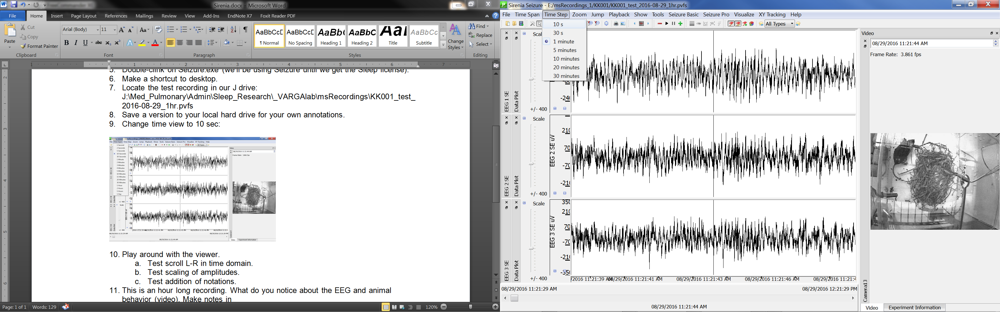 Sirenia.docx - Microsoft Word
File Home Insert Page Layout References Mailings Review View Add-Ins EndNote X7 Foxit Reader PDF
Paste
Cut
Copy
Format Painter
Clipboard
Arial (Body) 11
Font
Paragraph
AaBbCcD ¶ Normal
AaBbCcD No Spacing
AaBb( Heading 1
AaBbC Heading 2
AaI Title
AaBbCcD Subtitle
Change Styles
Styles
Find
Replace
Select
Editing
5. Double-clink on Seizure.exe (we'll be using Seizure until we get the Sleep license).
6. Make a shortcut to desktop.
7. Locate the test recording in our J drive:
J:\Med_Pulmonary\Admin\Sleep_Research\_VARGAlab\msRecordings\KK001_test_
2016-08-29_1hr.pvfs
8. Save a version to your local hard drive for your own annotations.
9. Change time view to 10 sec:
10. Play around with the viewer.
a. Test scroll L-R in time domain.
b. Test scaling of amplitudes.
c. Test addition of notations.
11. This is an hour long recording. What do you notice about the EEG and animal
behavior (video). Make notes in
Page: 1 of 1 Words: 129 120%
Sirenia Seizure - E:/msRecordings_1/KK001/KK001_test_2016-08-29_1hr.pvfs
File Time Span Time Step Zoom Jump Playback Show Tools Seizure Basic Seizure Pro Visualize XY Tracking Help
All Types
10 s
30 s
1 minute
5 minutes
10 minutes
20 minutes
30 minutes
EEG 1 SE
Data Plot
Scal
-240
+/- 400
EEG 2 SE
Data Plot
Scale
+/- 400
EEG 2 SE uV
210
70
-70
-210
EEG 3 SE
Data Plot
Scale
+/- 400
EEG 3 SE uV
350
210
70
-70
-210
-350
/2016 11:21:39 AM 08/29/2016 11:21:41 AM 08/29/2016 11:21:43 AM 08/29/2016 11:21:46 AM 08/29/2016 11:21:4
08/29/2016 11:21:29 AM 08/29/2016 12:21:29 PM
08/29/2016 11:21:44 AM
Video
08/29/2016 11:21:44 AM
Frame Rate: 3.861 fps
Camera13
Video Experiment Information